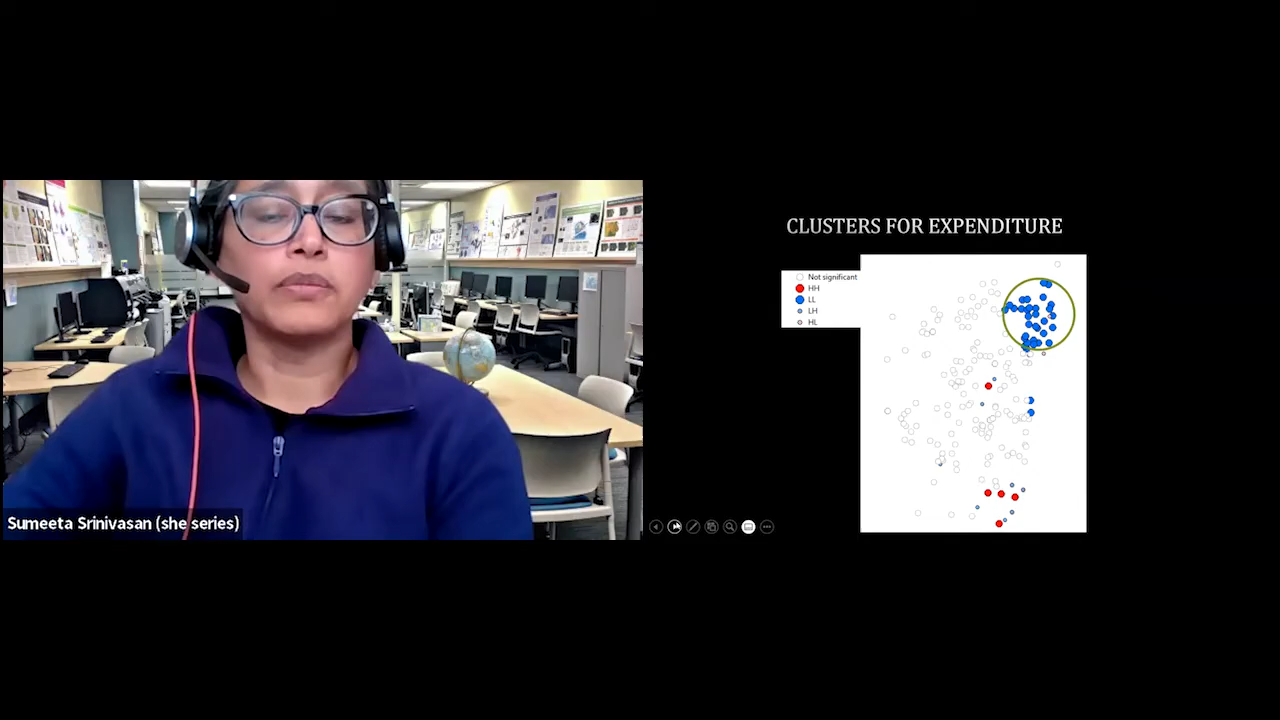 CLUSTERS FOR EXPENDITURE
Not significant
HH
LL
LH
HL
Sumeeta Srinivasan (she series)